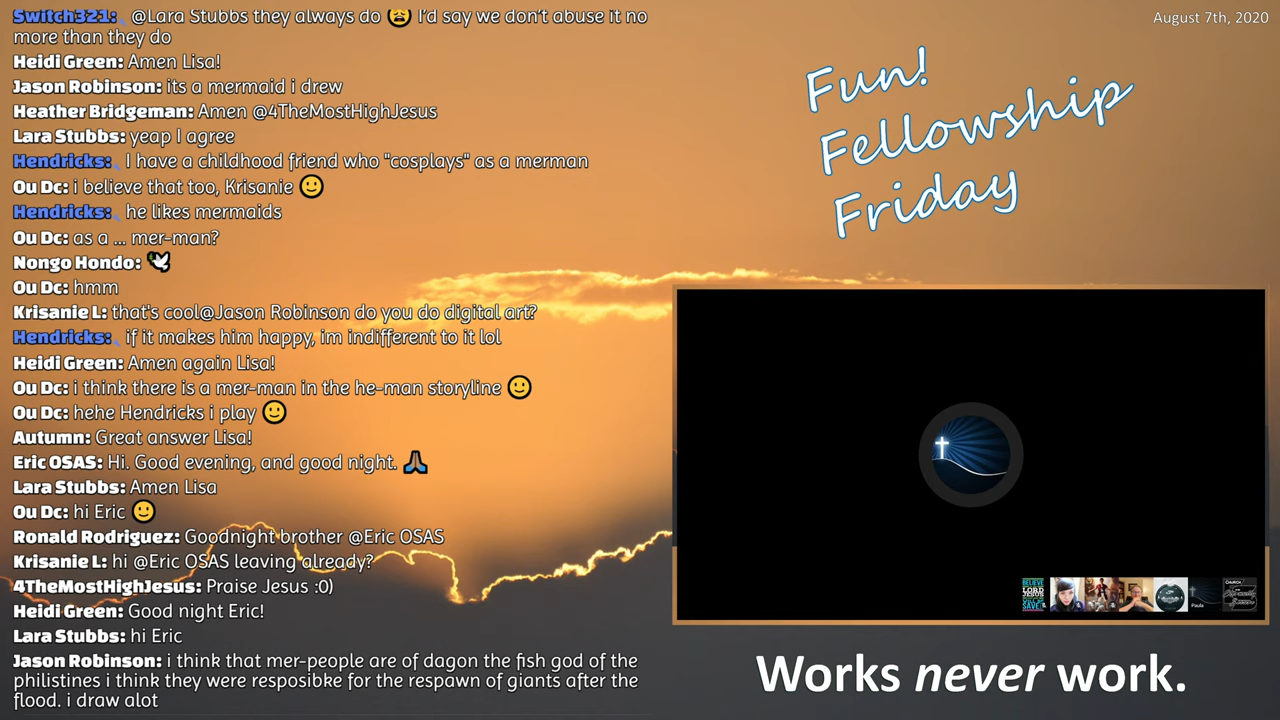 Switch321: @Lara Stubbs they always do 😩 I'd say we don't abuse it no
more than they do
Heidi Green: Amen Lisa!
Jason Robinson: its a mermaid i drew
Heather Bridgeman: Amen @4TheMostHighJesus
Lara Stubbs: yeap I agree
Hendricks: I have a childhood friend who "cosplays" as a merman
Ou Dc: i believe that too, Krisanie 🙂
Hendricks: he likes mermaids
Ou Dc: as a ... mer-man?
Nongo Hondo: 🕊
Ou Dc: hmm
Krisanie L: that's cool@Jason Robinson do you do digital art?
Hendricks: if it makes him happy, im indifferent to it lol
Heidi Green: Amen again Lisa!
Ou Dc: i think there is a mer-man in the he-man storyline 🙂
Ou Dc: hehe Hendricks i play 🙂
Autumn: Great answer Lisa!
Eric OSAS: Hi. Good evening, and good night. 🙏
Lara Stubbs: Amen Lisa
Ou Dc: hi Eric 🙂
Ronald Rodriguez: Goodnight brother @Eric OSAS
Krisanie L: hi @Eric OSAS leaving already?
4TheMostHighJesus: Praise Jesus :0)
Heidi Green: Good night Eric!
Lara Stubbs: hi Eric
Jason Robinson: i think that mer-people are of dagon the fish god of the
philistines i think they were resposibke for the respawn of giants after the
flood. i draw alot
August 7th, 2020
Fun!
Fellowship
Friday
BELIEVE
LORD
JESUS
SAVE!
Paula
CHURCH
Works never work.